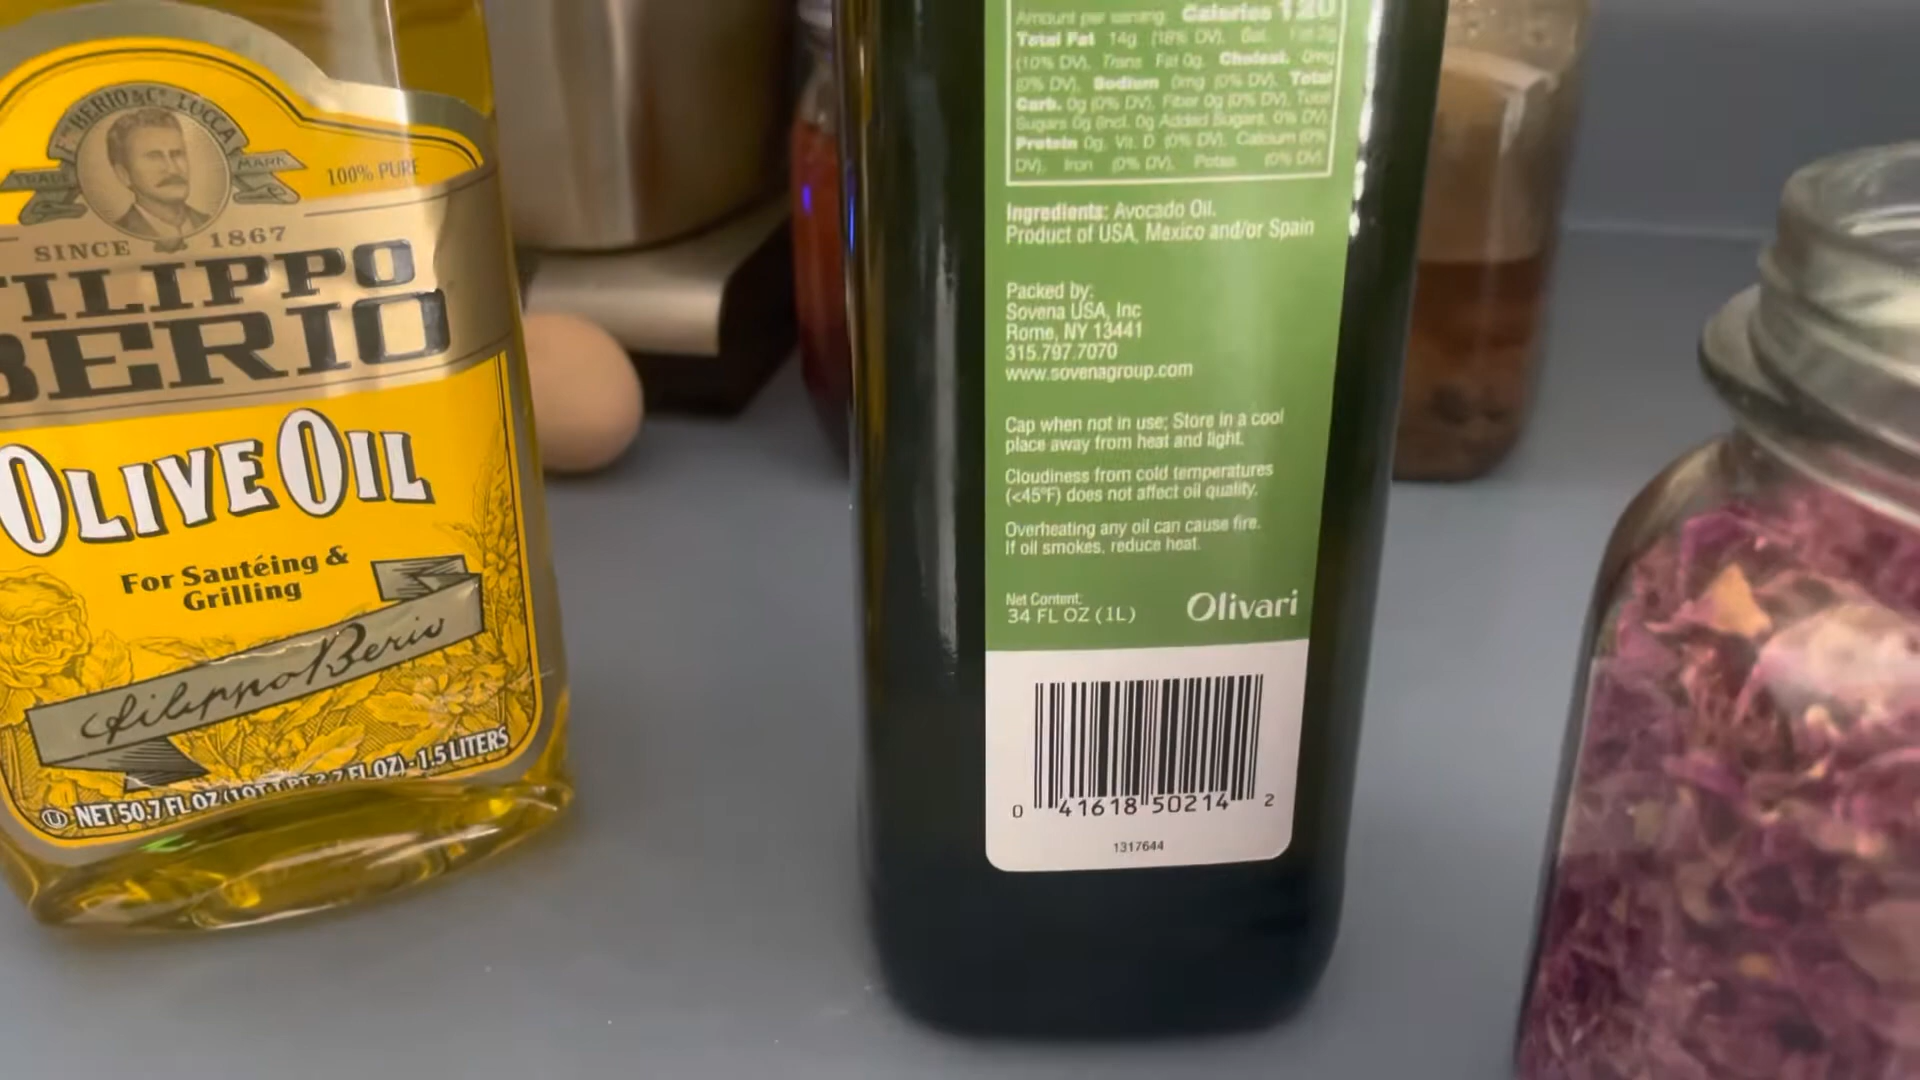 F. BERIO & Cº. LUCCA
TRADE MARK
100% PURE
SINCE 1867
FILIPPO
BERIO
OLIVE OIL
For Sautéing &
Grilling
Filippo Berio
U NET 50.7 FL OZ (1QT 1 PT 2.7 FL OZ) - 1.5 LITERS
Amount per serving Calories 120
Total Fat 14g (18% DV), Sat. Fat 2g
(10% DV), Trans Fat 0g, Cholest. 0mg
(0% DV), Sodium 0mg (0% DV), Total
Carb. 0g (0% DV), Fiber 0g (0% DV), Total
Sugars 0g (Incl. 0g Added Sugars, 0% DV),
Protein 0g, Vit. D (0% DV), Calcium (0%
DV), Iron (0% DV), Potas. (0% DV).
Ingredients: Avocado Oil.
Product of USA, Mexico and/or Spain
Packed by:
Sovena USA, Inc
Rome, NY 13441
315.797.7070
www.sovenagroup.com
Cap when not in use; Store in a cool
place away from heat and light.
Cloudiness from cold temperatures
(<45°F) does not affect oil quality.
Overheating any oil can cause fire.
If oil smokes, reduce heat.
Net Content:
34 FL OZ (1L)
Olivari
0 41618 50214 2
1317644